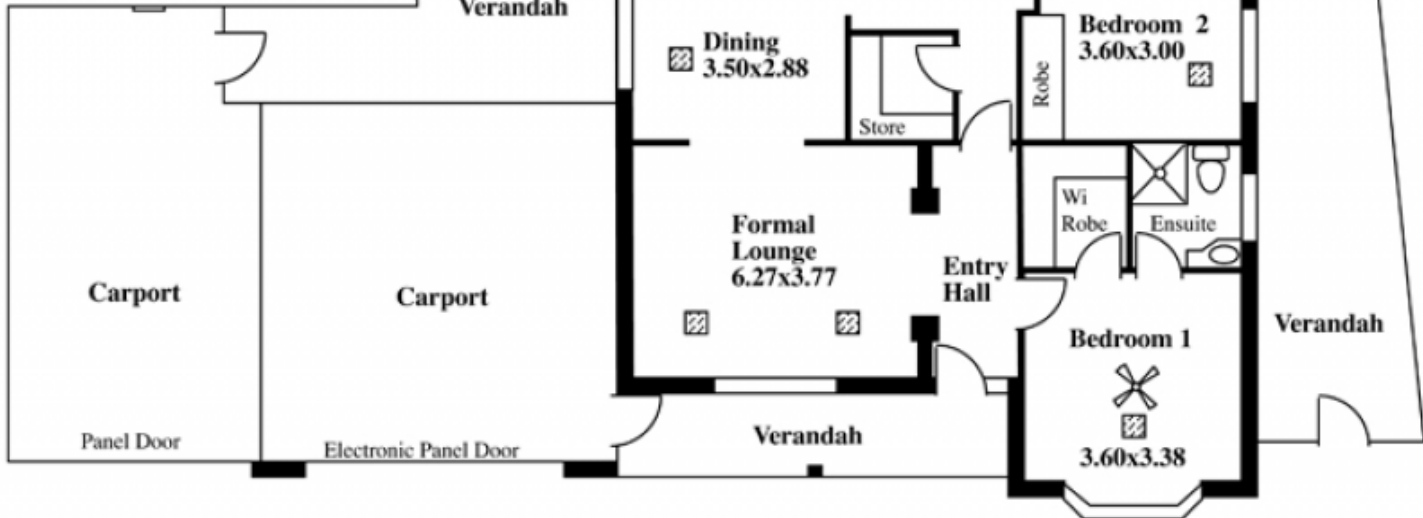 Verandah
Dining
3.50x2.88
Store
Robe
Bedroom 2
3.60x3.00
Formal
Lounge
6.27x3.77
Entry
Hall
Wi
Robe
Ensuite
Carport
Carport
Bedroom 1
3.60x3.38
Verandah
Panel Door
Electronic Panel Door
Verandah